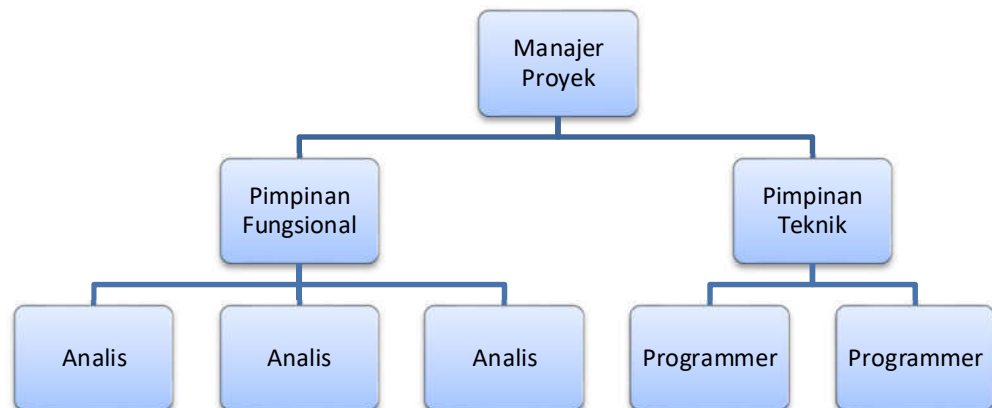 Manajer
Proyek
Pimpinan
Fungsional
Pimpinan
Teknik
Analis
Analis
Analis
Programmer
Programmer